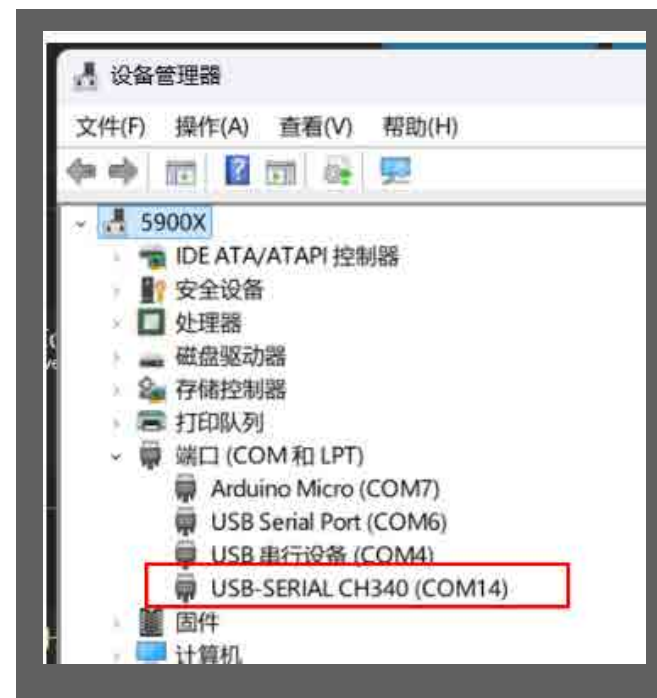 设备管理器
文件(F) 操作(A) 查看(V) 帮助(H)
5900X
IDE ATA/ATAPI 控制器
安全设备
处理器
磁盘驱动器
存储控制器
打印队列
端口 (COM 和 LPT)
Arduino Micro (COM7)
USB Serial Port (COM6)
USB 串行设备 (COM4)
USB-SERIAL CH340 (COM14)
固件
计算机